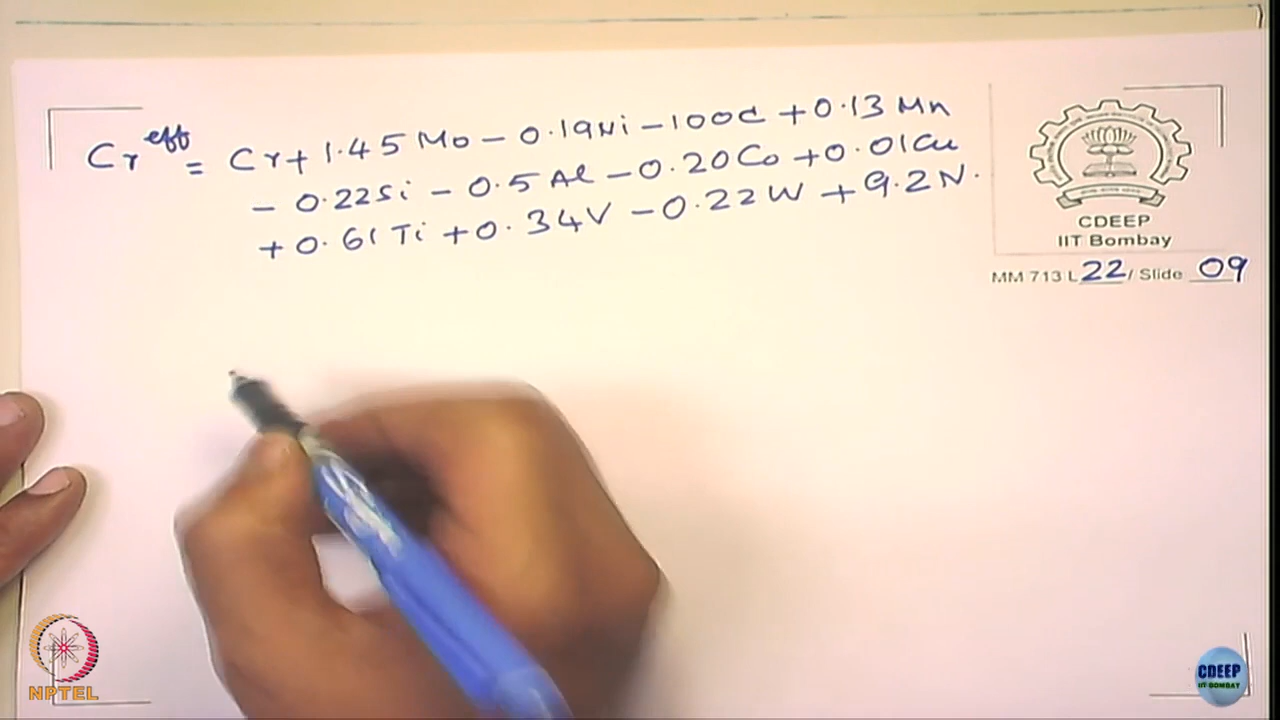 Cr^eff = Cr + 1.45 Mo - 0.19Ni - 100C + 0.13 Mn
- 0.22Si - 0.5 Al - 0.20Co + 0.01Cu
+ 0.61 Ti + 0.34V - 0.22W + 9.2N.
CDEEP
IIT Bombay
MM 713 L 22 / Slide 09
NPTEL
CDEEP
IIT BOMBAY